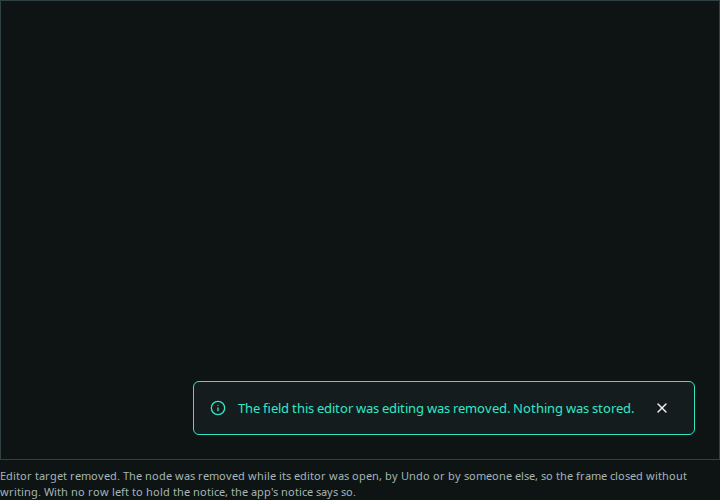 The field this editor was editing was removed. Nothing was stored.
Editor target removed. The node was removed while its editor was open, by Undo or by someone else, so the frame closed without
writing. With no row left to hold the notice, the app's notice says so.